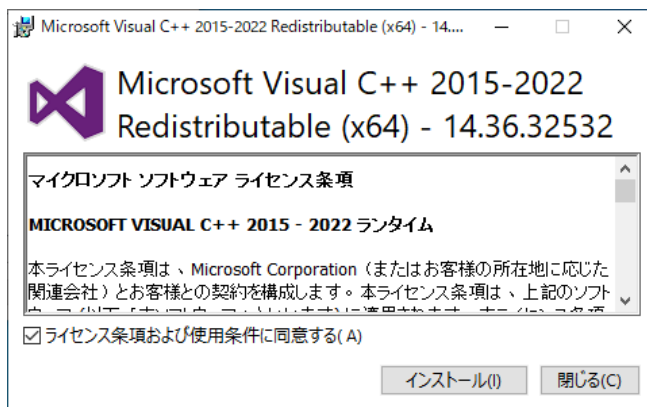 Microsoft Visual C++ 2015-2022 Redistributable (x64) - 14....
Microsoft Visual C++ 2015-2022
Redistributable (x64) - 14.36.32532
マイクロソフト ソフトウェア ライセンス条項
MICROSOFT VISUAL C++ 2015 - 2022 ランタイム
本ライセンス条項は、Microsoft Corporation（またはお客様の所在地に応じた
関連会社）とお客様との契約を構成します。本ライセンス条項は、上記のソフト
ライセンス条項および使用条件に同意する(A)
インストール(I)
閉じる(C)